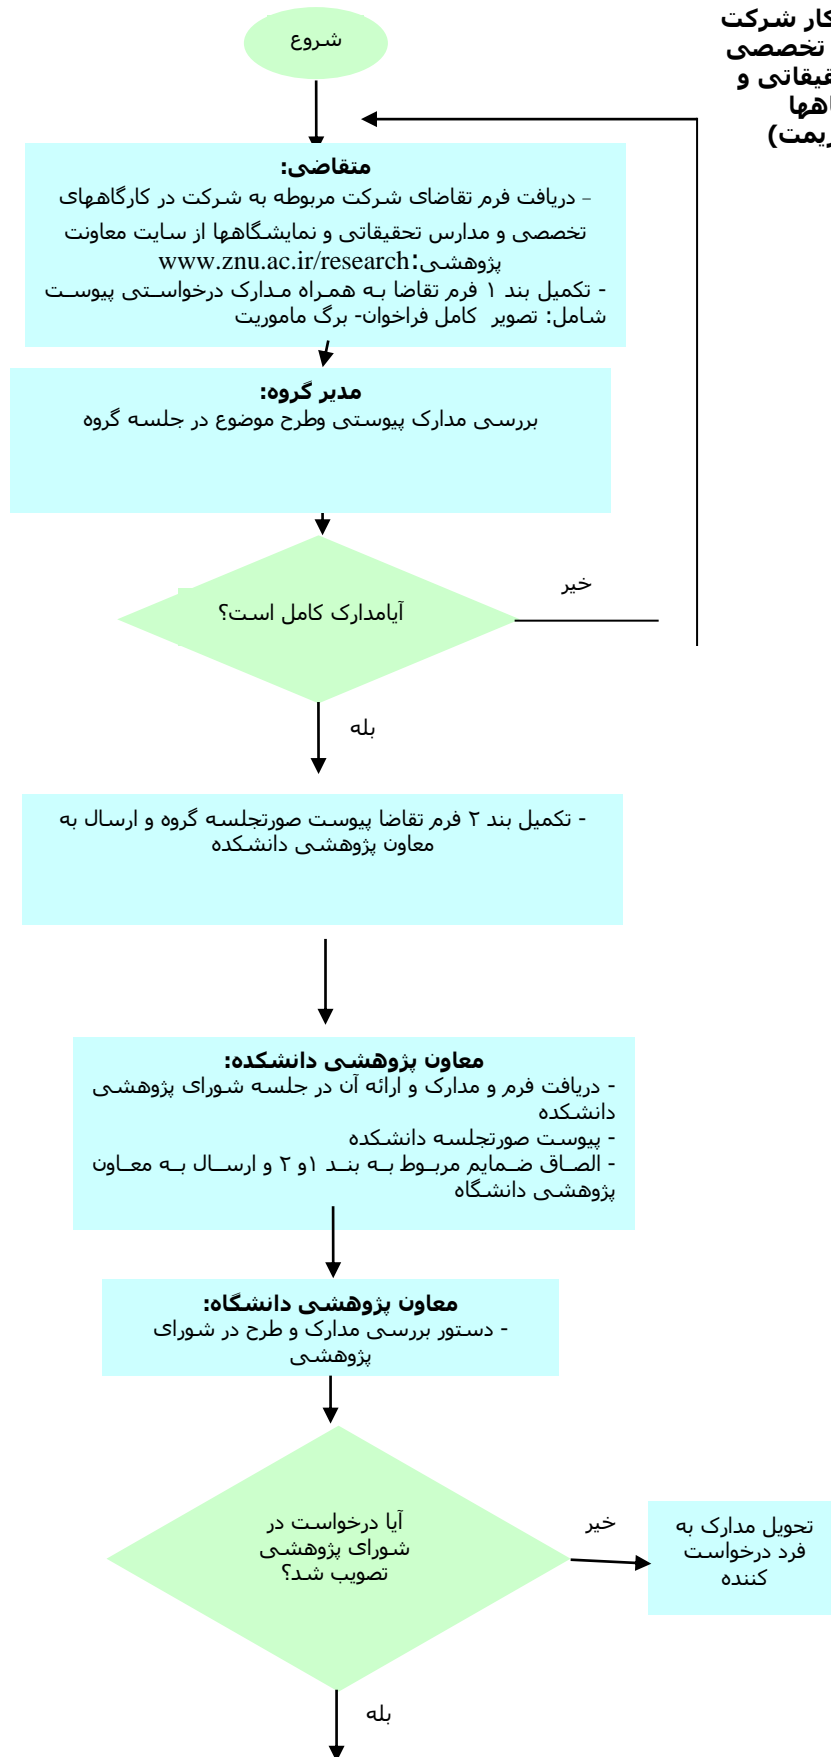 شروع
کار شرکت
تخصصی
و
متقاضی:
- دریافت فرم تقاضای شرکت مربوطه به شرکت در کارگاههای
تخصصی و مدارس تحقیقاتی و نمایشگاهها از سایت معاونت
پژوهشی:www.znu.ac.ir/research
- تکمیل بند ۱ فرم تقاضا به همراه مدارک درخواستی پیوست
شامل: تصویر کامل فراخوان- برگ ماموریت
مدیر گروه:
بررسی مدارک پیوستی وطرح موضوع در جلسه گروه
آیامدارک کامل است؟
خیر
بله
- تکمیل بند ۲ فرم تقاضا پیوست صورتجلسه گروه و ارسال به
معاون پژوهشی دانشکده
معاون پژوهشی دانشکده:
- دریافت فرم و مدارک و ارائه آن در جلسه شورای پژوهشی
دانشکده
- پیوست صورتجلسه دانشکده
- الصاق ضمایم مربوط به بند ۱و ۲ و ارسال به معاون
پژوهشی دانشگاه
معاون پژوهشی دانشگاه:
- دستور بررسی مدارک و طرح در شورای
پژوهشی
آیا درخواست در
شورای پژوهشی
تصویب شد؟
خیر
تحویل مدارک به
فرد درخواست
کننده
بله